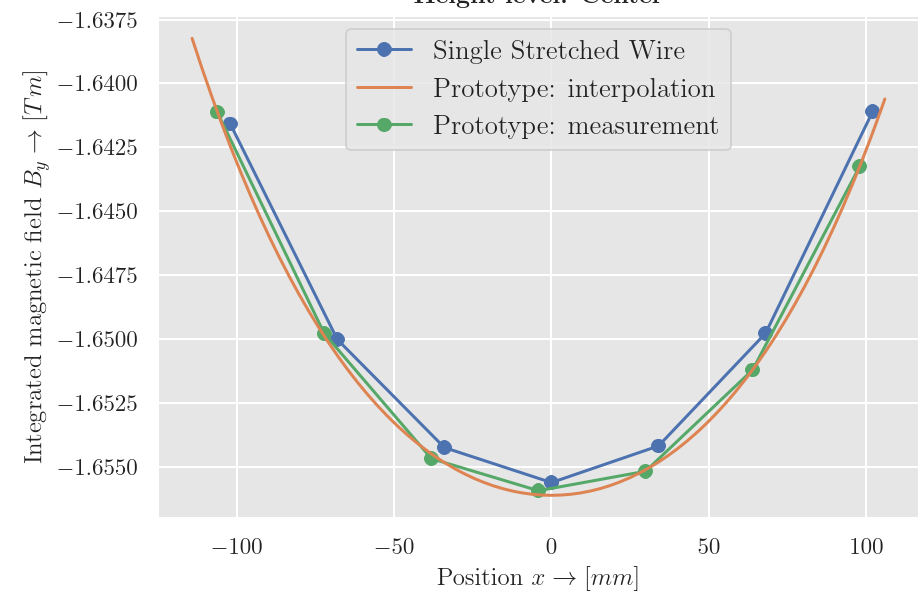 Height level: Center
−1.6375
−1.6400
−1.6425
−1.6450
−1.6475
−1.6500
−1.6525
−1.6550
Integrated magnetic field B_y → [Tm]
Single Stretched Wire
Prototype: interpolation
Prototype: measurement
−100
−50
0
50
100
Position x → [mm]